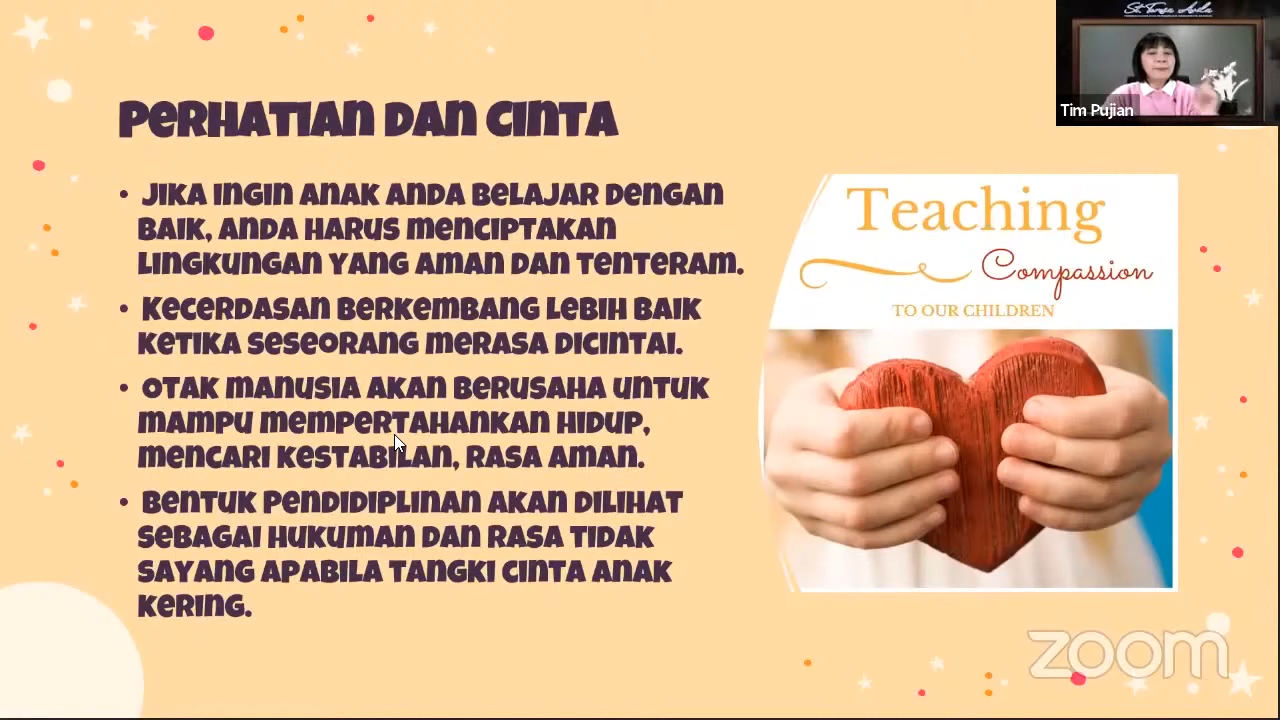 St. Teresa Avila
Tim Pujian
PERHATIAN DAN CINTA
• JIKA INGIN ANAK ANDA BELAJAR DENGAN
BAIK, ANDA HARUS MENCIPTAKAN
LINGKUNGAN YANG AMAN DAN TENTERAM.
• KECERDASAN BERKEMBANG LEBIH BAIK
KETIKA SESEORANG MERASA DICINTAI.
• OTAK MANUSIA AKAN BERUSAHA UNTUK
MAMPU MEMPERTAHANKAN HIDUP,
MENCARI KESTABILAN, RASA AMAN.
• BENTUK PENDIDIPLINAN AKAN DILIHAT
SEBAGAI HUKUMAN DAN RASA TIDAK
SAYANG APABILA TANGKI CINTA ANAK
KERING.
Teaching
Compassion
TO OUR CHILDREN
zoom